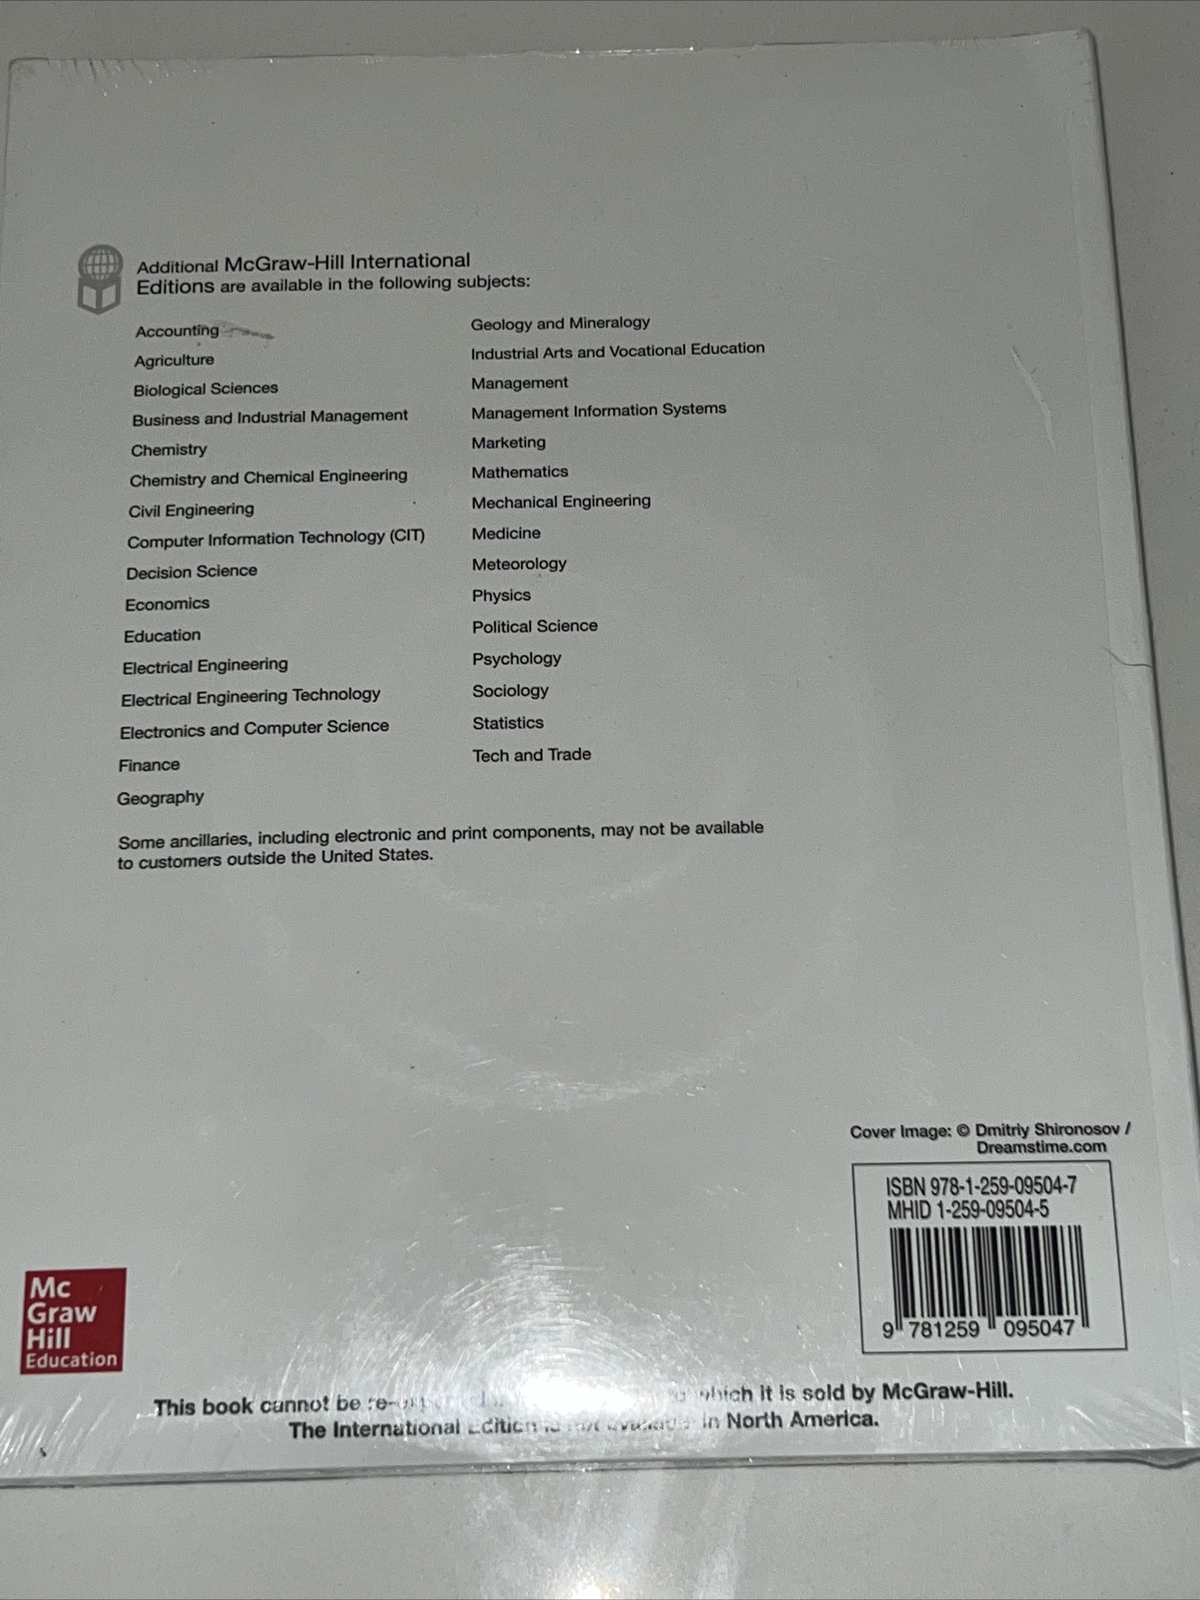 Additional McGraw-Hill International
Editions are available in the following subjects:
Accounting
Agriculture
Biological Sciences
Business and Industrial Management
Chemistry
Chemistry and Chemical Engineering
Civil Engineering
Computer Information Technology (CIT)
Decision Science
Economics
Education
Electrical Engineering
Electrical Engineering Technology
Electronics and Computer Science
Finance
Geography
Geology and Mineralogy
Industrial Arts and Vocational Education
Management
Management Information Systems
Marketing
Mathematics
Mechanical Engineering
Medicine
Meteorology
Physics
Political Science
Psychology
Sociology
Statistics
Tech and Trade
Some ancillaries, including electronic and print components, may not be available
to customers outside the United States.
Cover Image: © Dmitriy Shironosov /
Dreamstime.com
ISBN 978-1-259-09504-7
MHID 1-259-09504-5
9 781259 095047
Mc
Graw
Hill
Education
This book cannot be which it is sold by McGraw-Hill.
The International Edition is not available in North America.